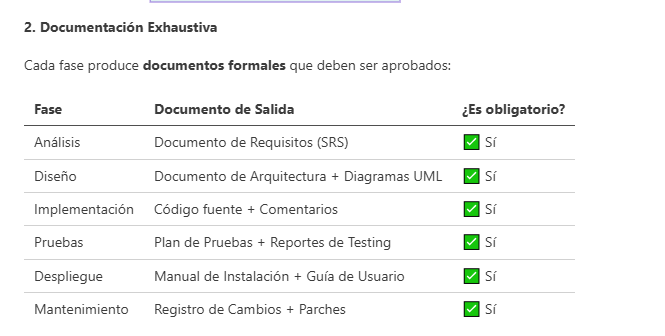 2. Documentación Exhaustiva
Cada fase produce documentos formales que deben ser aprobados:
Fase Documento de Salida ¿Es obligatorio?
Análisis Documento de Requisitos (SRS) ✅ Sí
Diseño Documento de Arquitectura + Diagramas UML ✅ Sí
Implementación Código fuente + Comentarios ✅ Sí
Pruebas Plan de Pruebas + Reportes de Testing ✅ Sí
Despliegue Manual de Instalación + Guía de Usuario ✅ Sí
Mantenimiento Registro de Cambios + Parches ✅ Sí